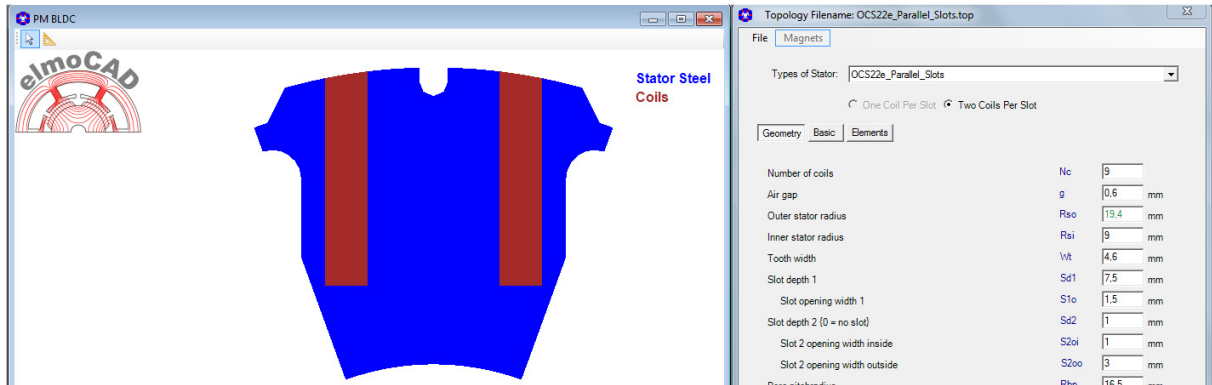 PM BLDC
elmoCAD
Stator Steel
Coils
Topology Filename: OCS22e_Parallel_Slots.top
File Magnets
Types of Stator: OCS22e_Parallel_Slots
One Coil Per Slot Two Coils Per Slot
Geometry Basic Elements
Number of coils Nc 9
Air gap g 0,6 mm
Outer stator radius Rso 19,4 mm
Inner stator radius Rsi 9 mm
Tooth width Wt 4,6 mm
Slot depth 1 Sd1 7,5 mm
Slot opening width 1 S1o 1,5 mm
Slot depth 2 (0 = no slot) Sd2 1 mm
Slot 2 opening width inside S2oi 1 mm
Slot 2 opening width outside S2oo 3 mm
16,5